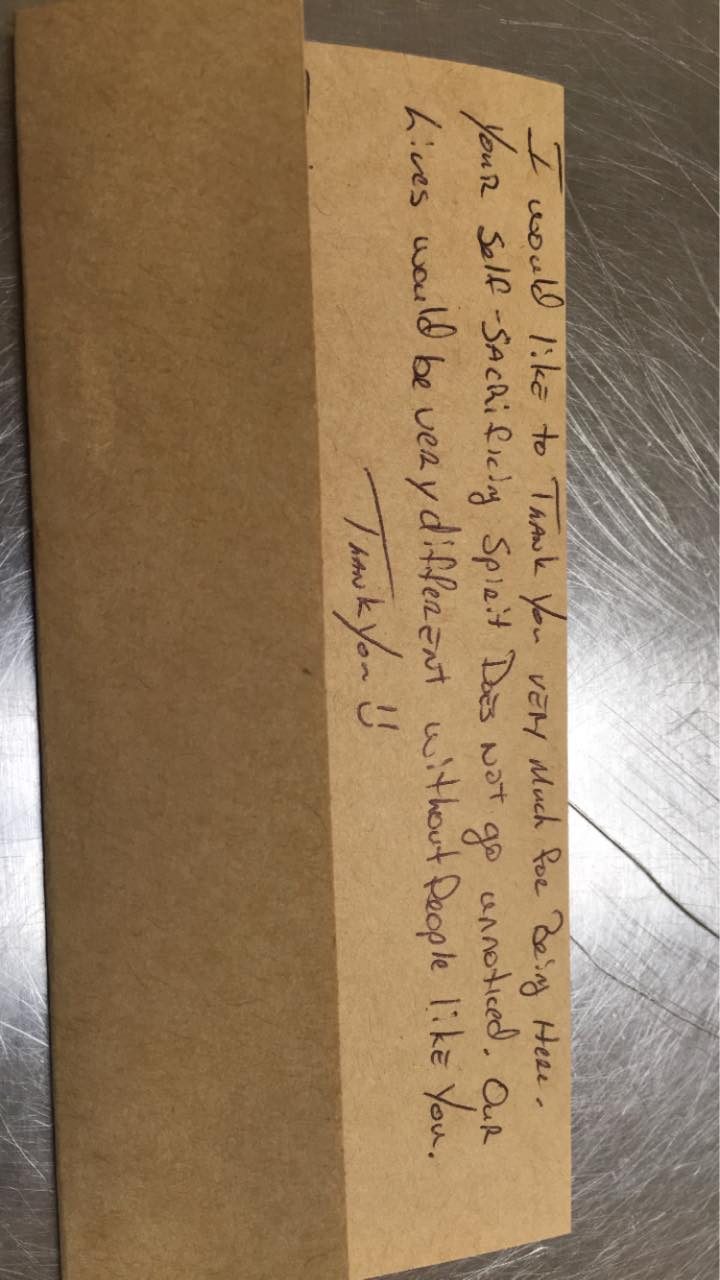 I would like to Thank you very Much for Being Here.
Your Self-Sacrificing Spirit Does not go unnoticed. Our
Lives would be very different without People like you.
Thank you !!